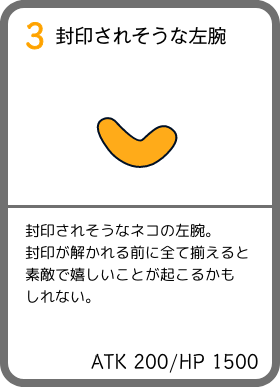 3 封印されそうな左腕
封印されそうなネコの左腕。
封印が解かれる前に全て揃えると
素敵で嬉しいことが起こるかも
しれない。
ATK 200/HP 1500